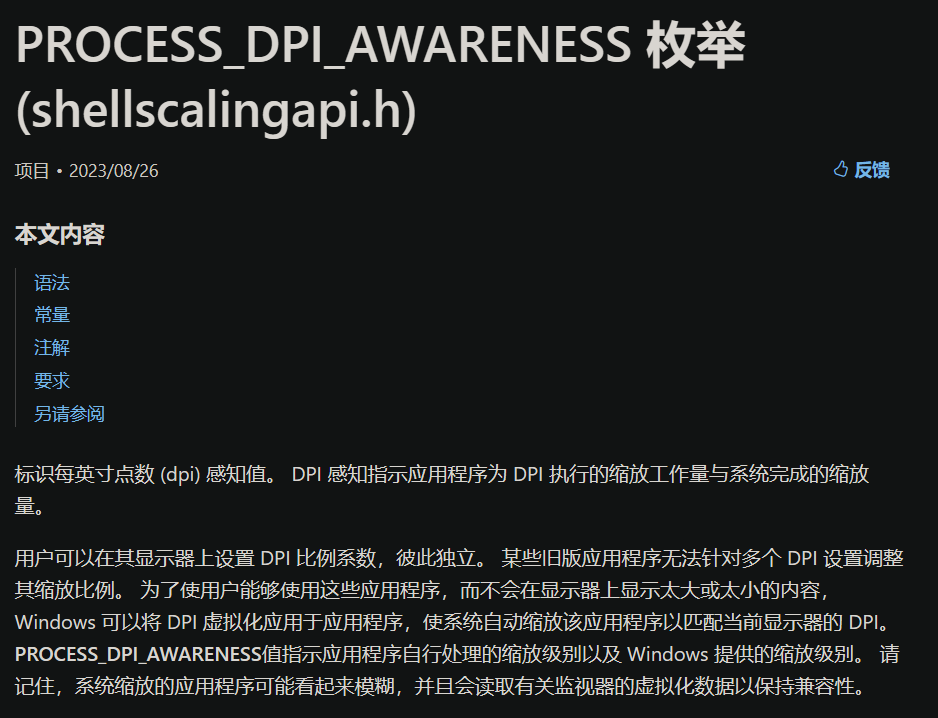 PROCESS_DPI_AWARENESS 枚举
(shellscalingapi.h)
项目 • 2023/08/26
反馈
本文内容
语法
常量
注解
要求
另请参阅
标识每英寸点数 (dpi) 感知值。 DPI 感知指示应用程序为 DPI 执行的缩放工作量与系统完成的缩放
量。
用户可以在其显示器上设置 DPI 比例系数，彼此独立。 某些旧版应用程序无法针对多个 DPI 设置调整
其缩放比例。 为了使用户能够使用这些应用程序，而不会在显示器上显示太大或太小的内容，
Windows 可以将 DPI 虚拟化应用于应用程序，使系统自动缩放该应用程序以匹配当前显示器的 DPI。
PROCESS_DPI_AWARENESS值指示应用程序自行处理的缩放级别以及 Windows 提供的缩放级别。 请
记住，系统缩放的应用程序可能看起来模糊，并且会读取有关监视器的虚拟化数据以保持兼容性。